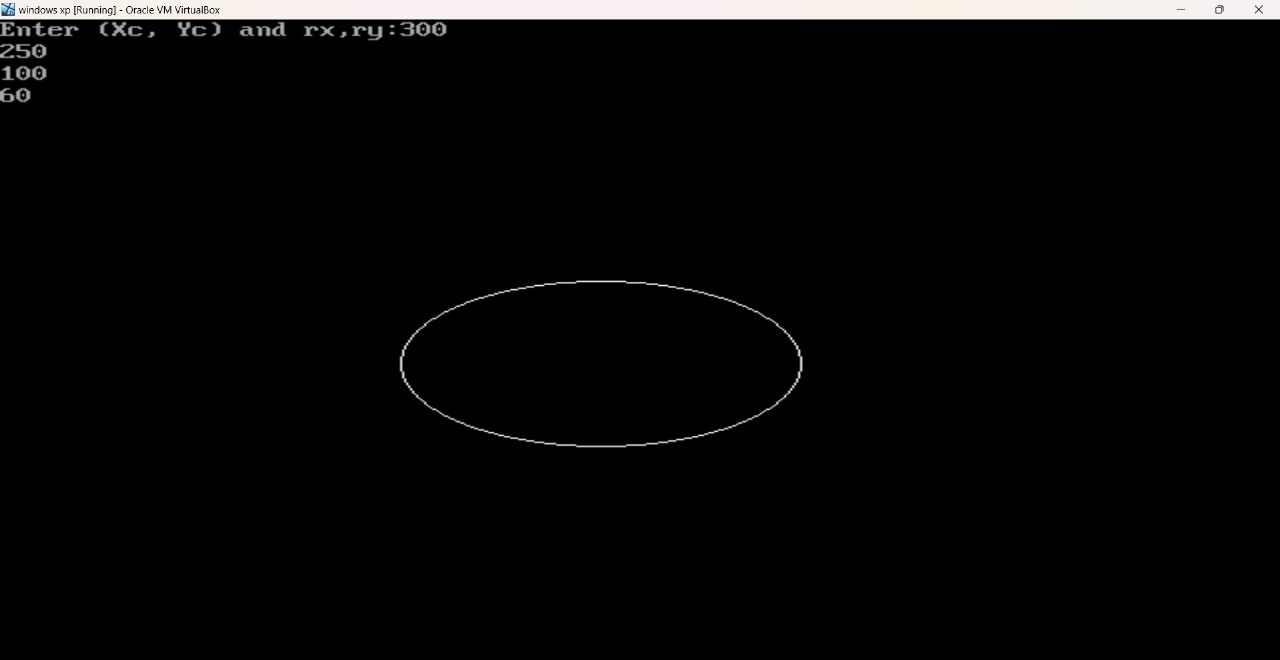 windows xp [Running] - Oracle VM VirtualBox
Enter (Xc, Yc) and rx,ry:300
250
100
60